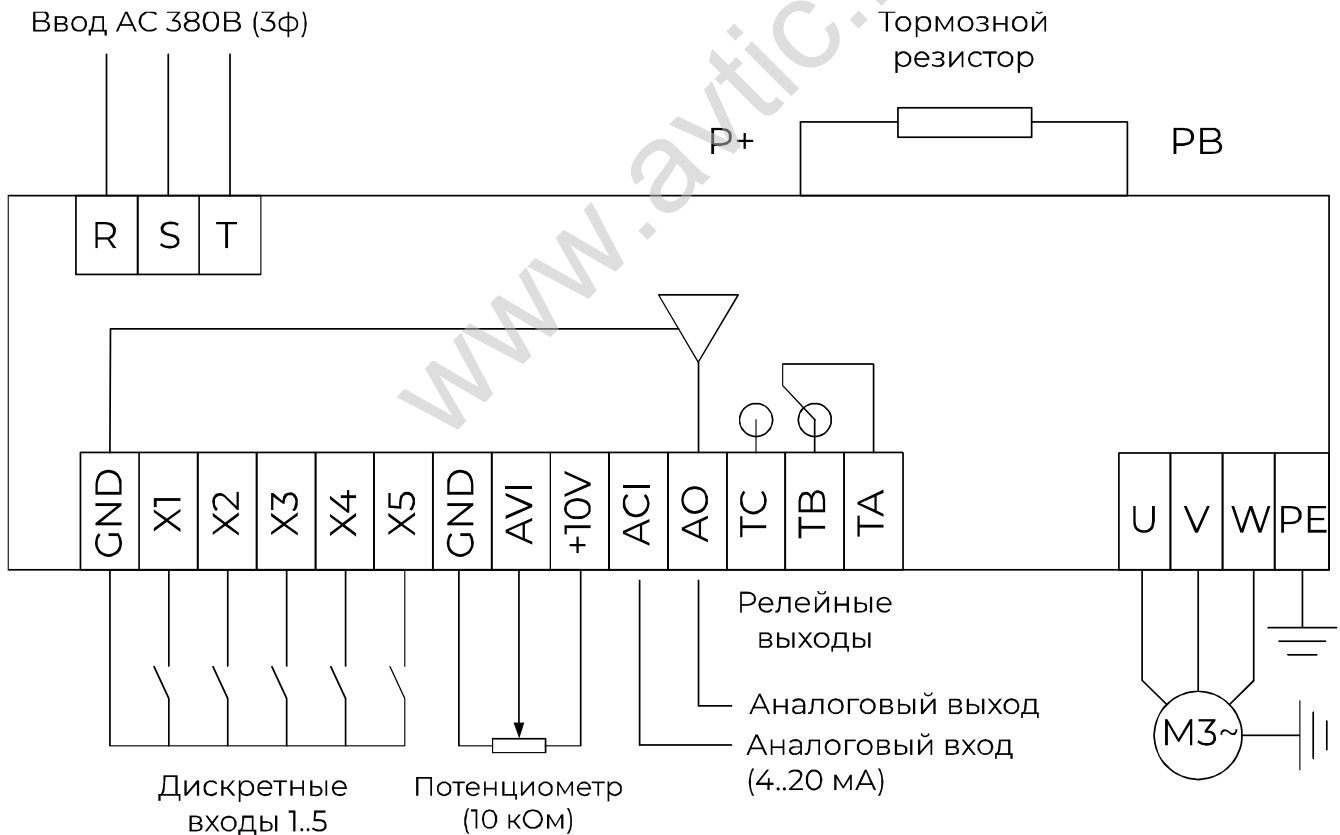 Ввод АС 380В (3ф)
Тормозной
резистор
P+
PB
R S T
www.avtic.
GND X1 X2 X3 X4 X5 GND AVI +10V ACI AO TC TB TA
U V W PE
Релейные
выходы
Аналоговый выход
Аналоговый вход
(4..20 мА)
М3~
Дискретные
входы 1..5
Потенциометр
(10 кОм)